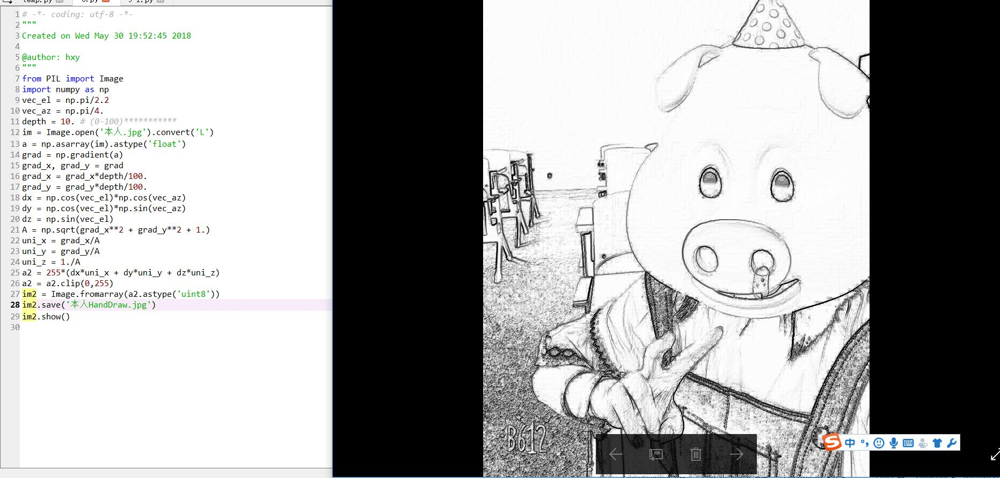 temp.py
# -*- coding: utf-8 -*-
"""
Created on Wed May 30 19:52:45 2018
@author: hxy
"""
from PIL import Image
import numpy as np
vec_el = np.pi/2.2
vec_az = np.pi/4.
depth = 10. # (0-100)***********
im = Image.open('本人.jpg').convert('L')
a = np.asarray(im).astype('float')
grad = np.gradient(a)
grad_x, grad_y = grad
grad_x = grad_x*depth/100.
grad_y = grad_y*depth/100.
dx = np.cos(vec_el)*np.cos(vec_az)
dy = np.cos(vec_el)*np.sin(vec_az)
dz = np.sin(vec_el)
A = np.sqrt(grad_x**2 + grad_y**2 + 1.)
uni_x = grad_x/A
uni_y = grad_y/A
uni_z = 1./A
a2 = 255*(dx*uni_x + dy*uni_y + dz*uni_z)
a2 = a2.clip(0,255)
im2 = Image.fromarray(a2.astype('uint8'))
im2.save('本人HandDraw.jpg')
im2.show()
B612
中